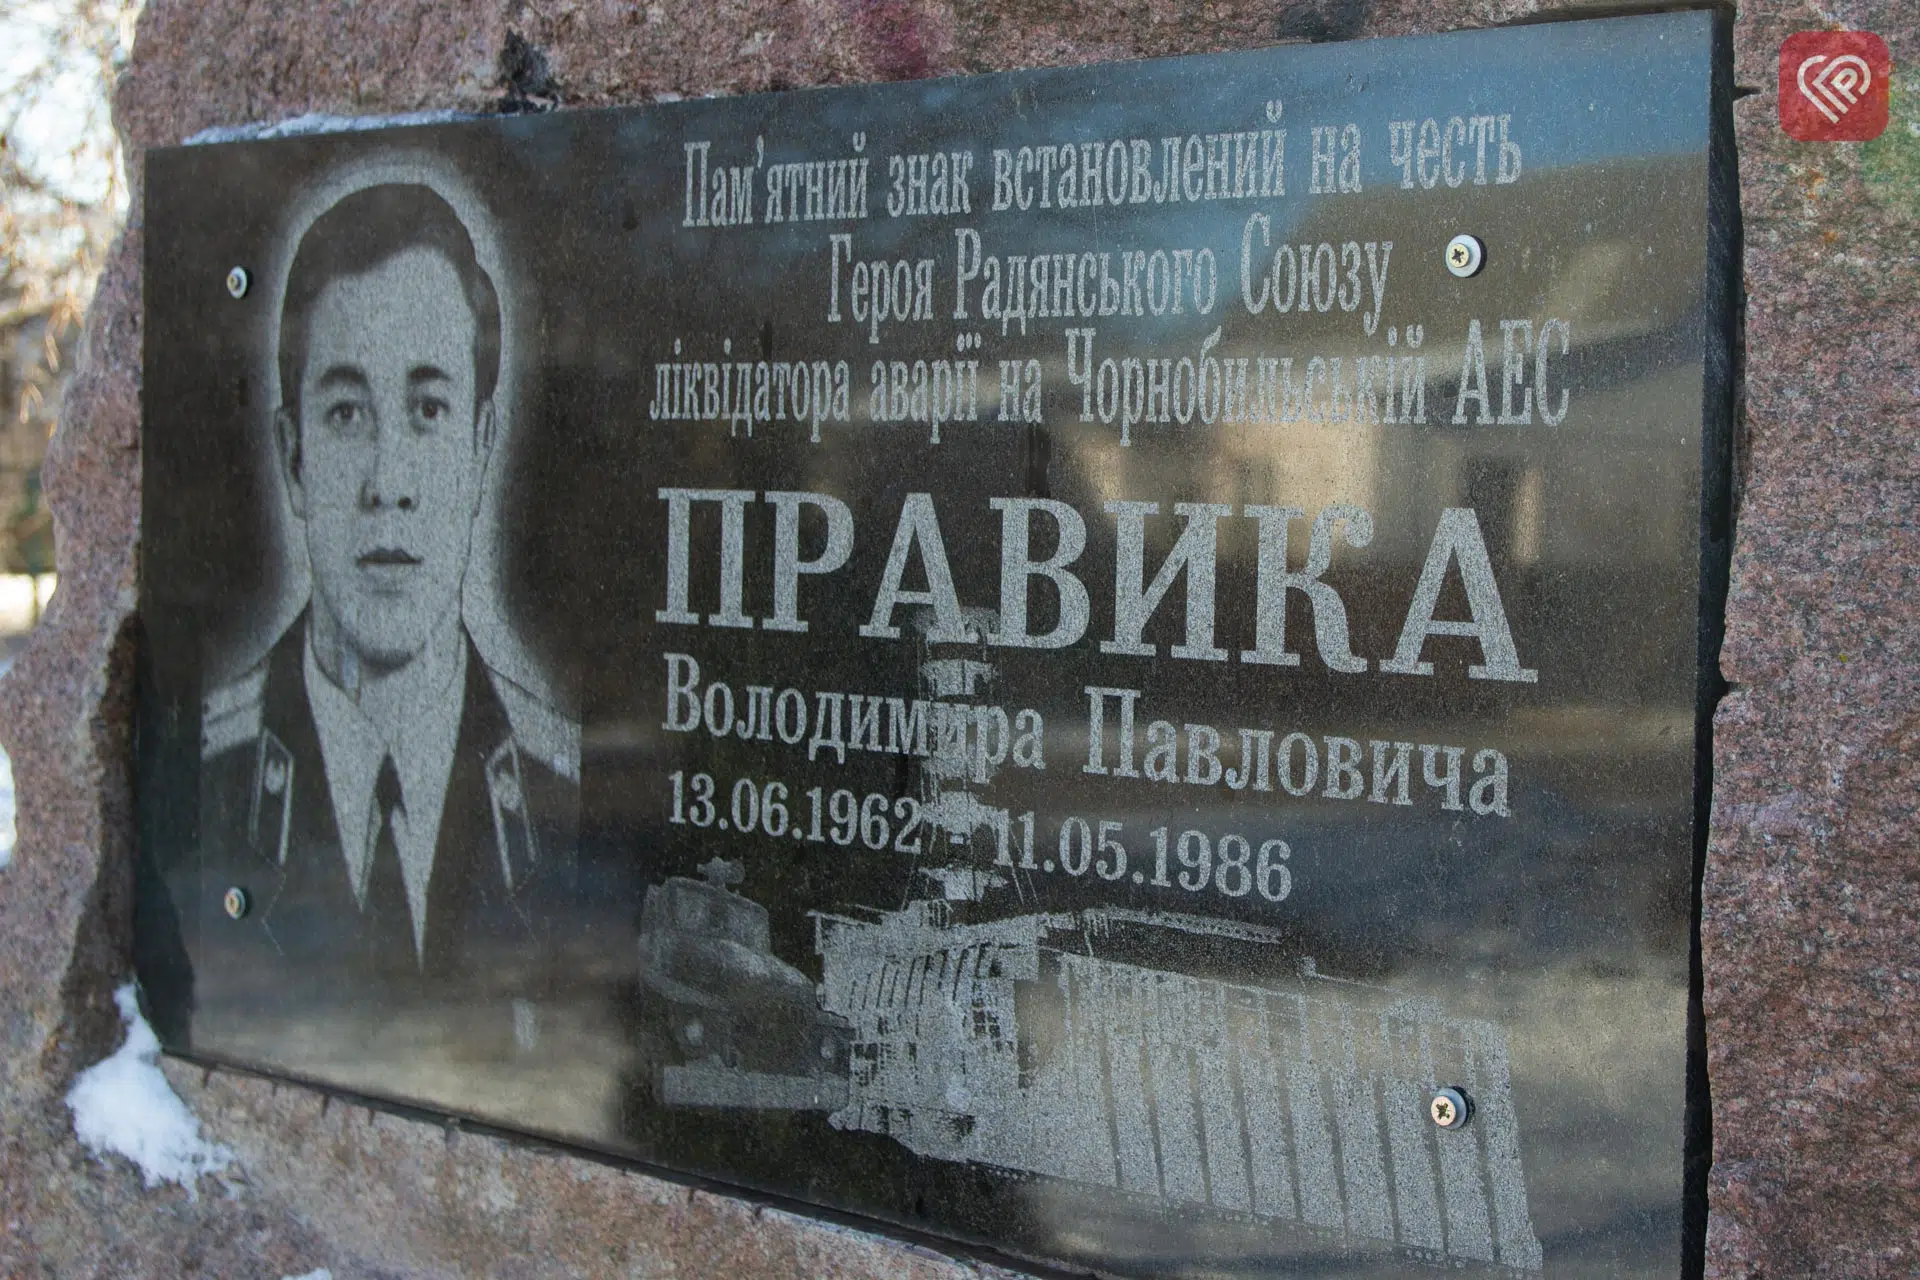 Пам'ятний знак встановлений на честь
Героя Радянського Союзу
ліквідатора аварії на Чорнобильській АЕС
ПРАВИКА
Володимира Павловича
13.06.1962 - 11.05.1986